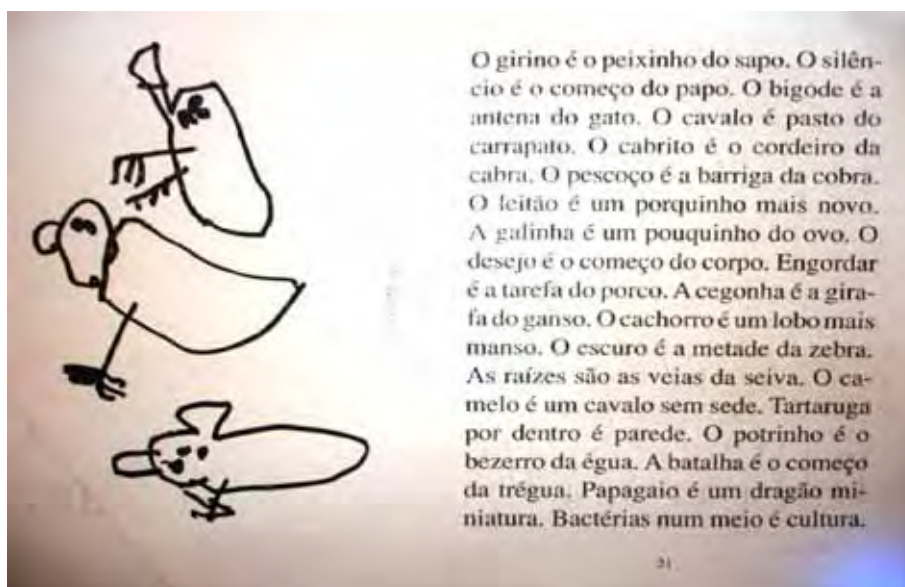 O girino é o peixinho do sapo. O silên-
cio é o começo do papo. O bigode é a
antena do gato. O cavalo é pasto do
carrapato. O cabrito é o cordeiro da
cabra. O pescoço é a barriga da cobra.
O leitão é um porquinho mais novo.
A galinha é um pouquinho do ovo. O
desejo é o começo do corpo. Engordar
é a tarefa do porco. A cegonha é a gira-
fa do ganso. O cachorro é um lobo mais
manso. O escuro é a metade da zebra.
As raízes são as veias da seiva. O ca-
melo é um cavalo sem sede. Tartaruga
por dentro é parede. O potrinho é o
bezerro da égua. A batalha é o começo
da trégua. Papagaio é um dragão mi-
niatura. Bactérias num meio é cultura.